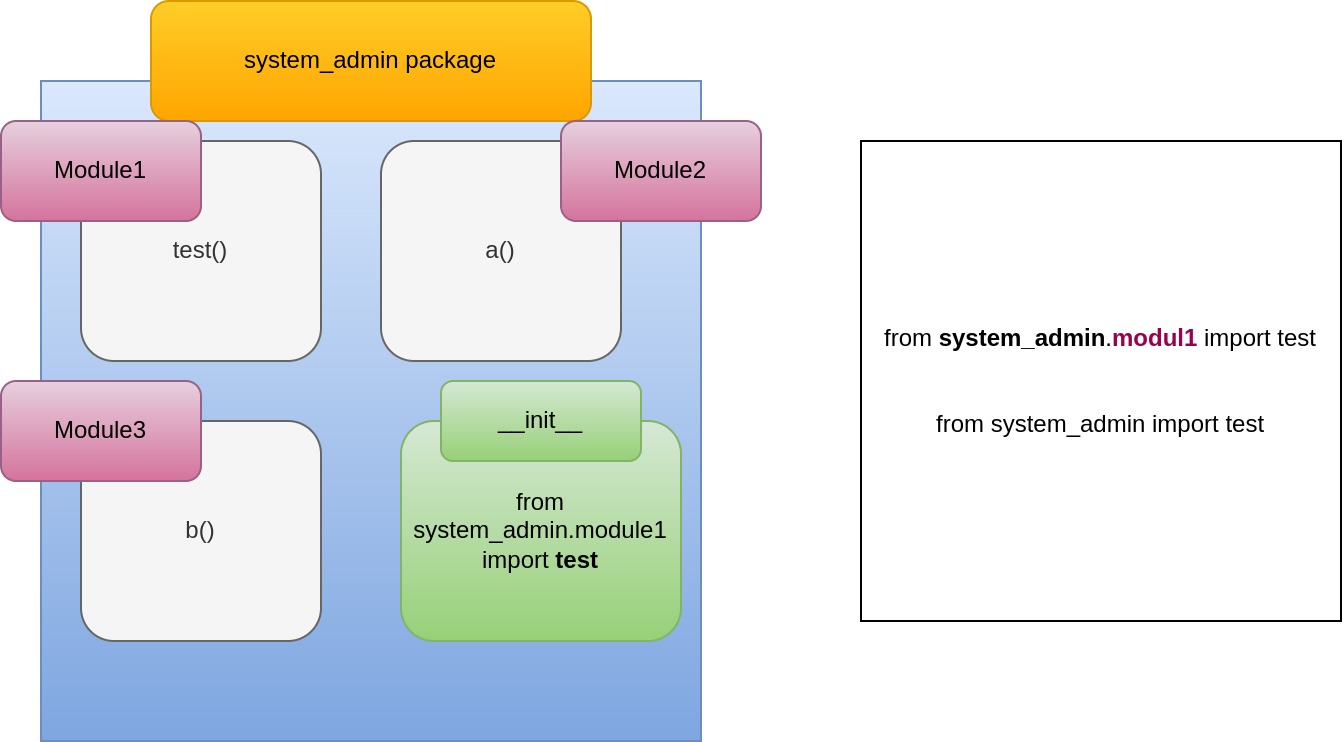 system_admin package
Module1
Module2
test()
a()
Module3
__init__
b()
from
system_admin.module1
import test
from system_admin.modul1 import test
from system_admin import test